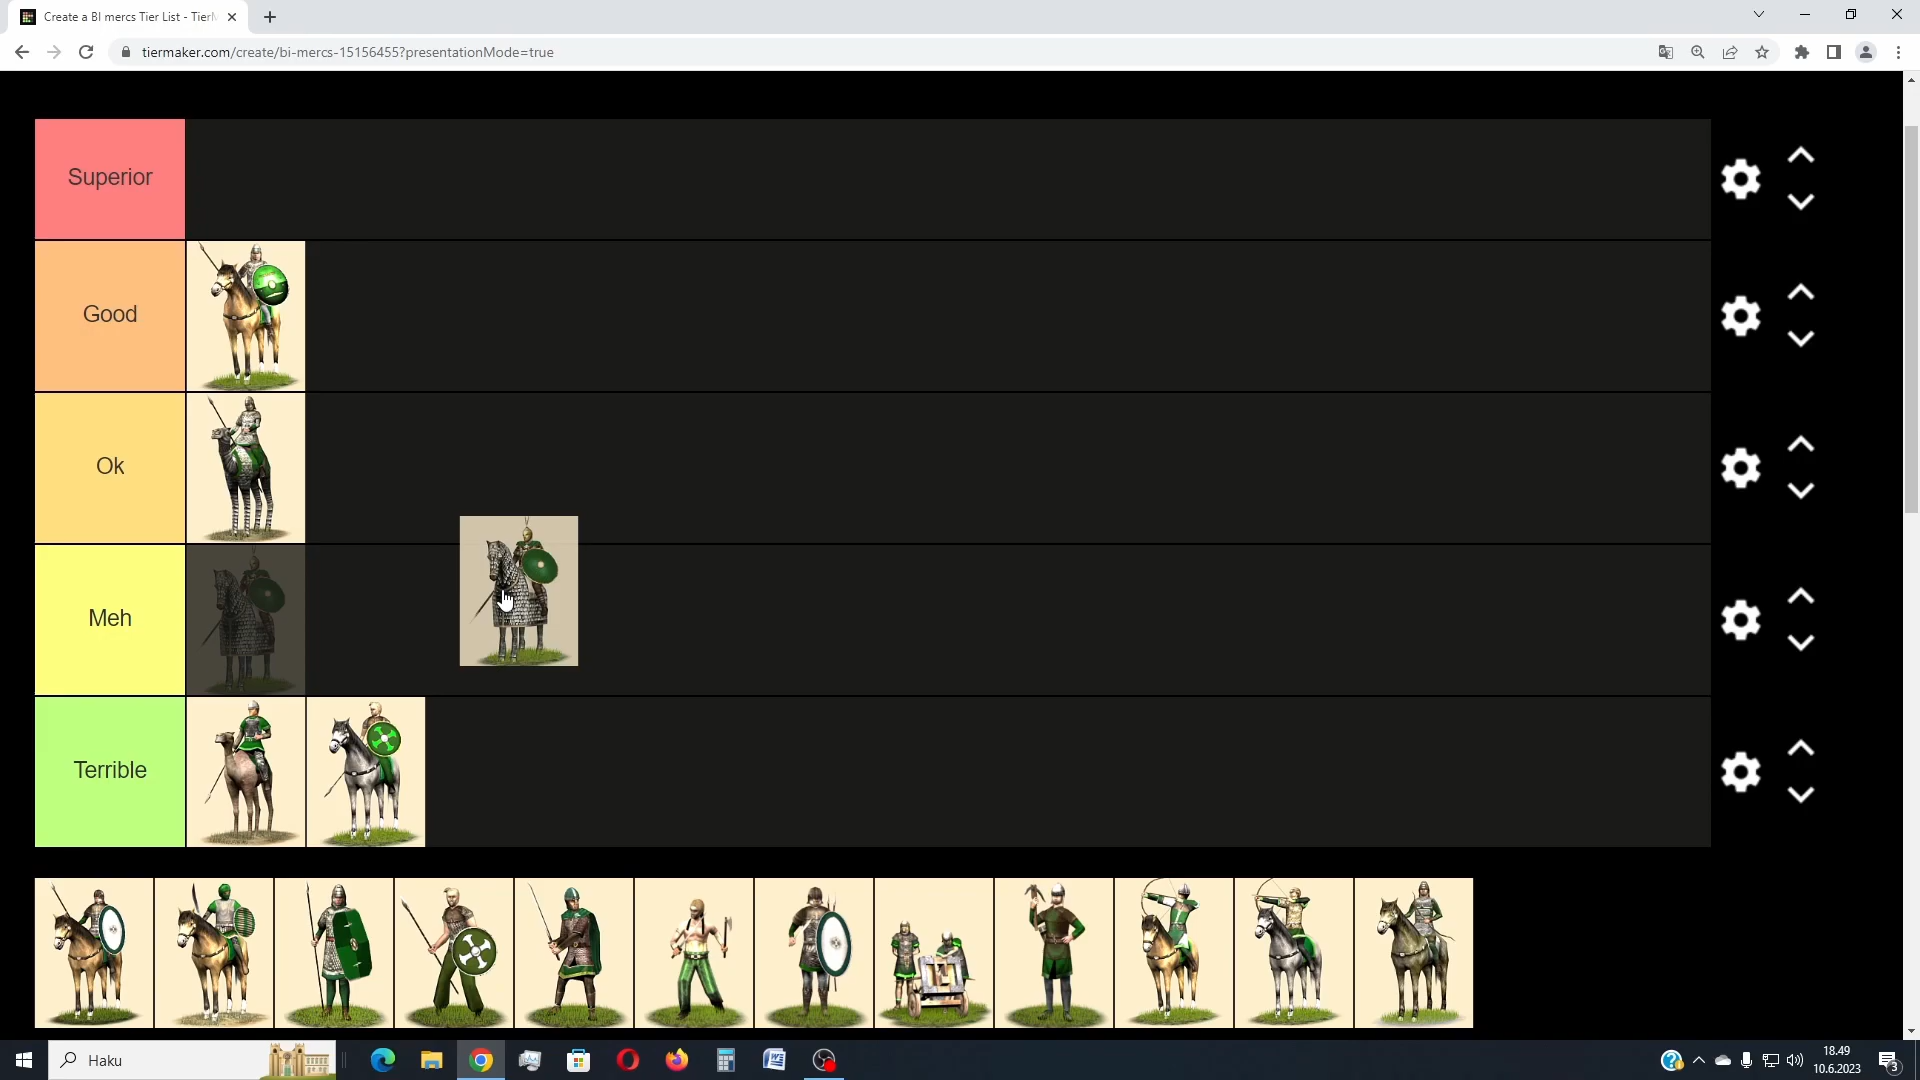 Create a BI mercs Tier List - TierM
tiermaker.com/create/bi-mercs-15156455?presentationMode=true
Superior
Good
Ok
Meh
Terrible
Haku
18.49
10.6.2023
3